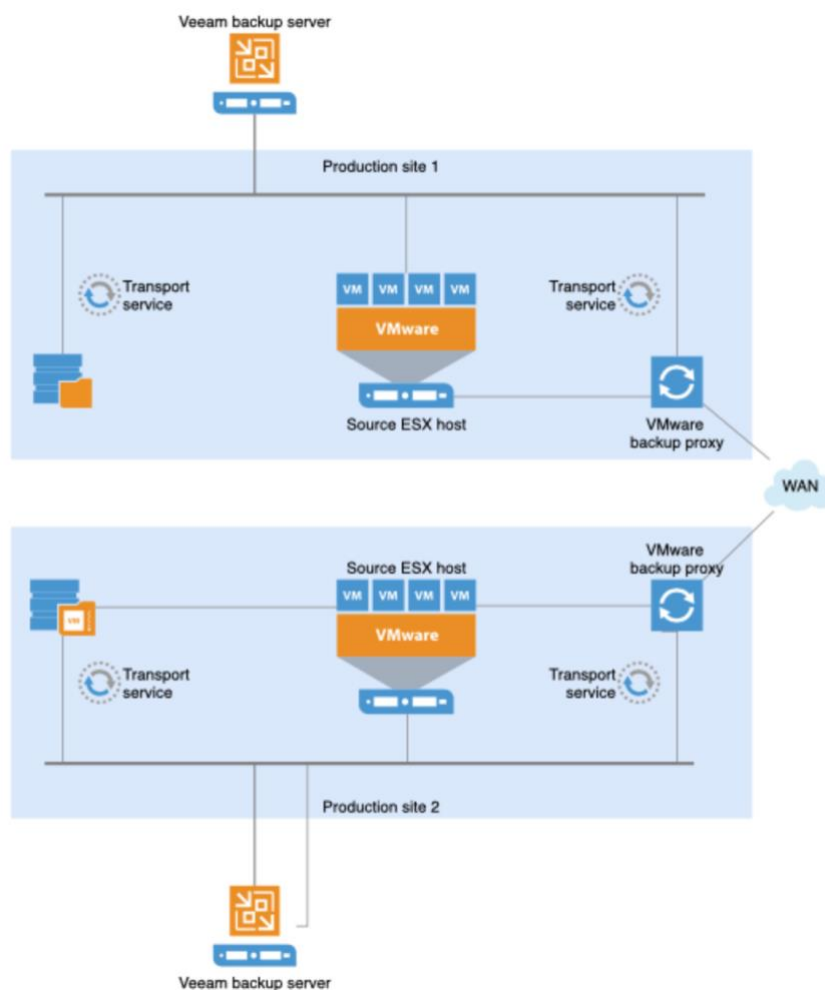 Veeam backup server
Production site 1
Transport
service
VM VM VM VM
VMware
Transport
service
Source ESX host
VMware
backup proxy
WAN
VMware
backup proxy
Source ESX host
VM VM VM VM
VMware
VM
Transport
service
Transport
service
Production site 2
Veeam backup server